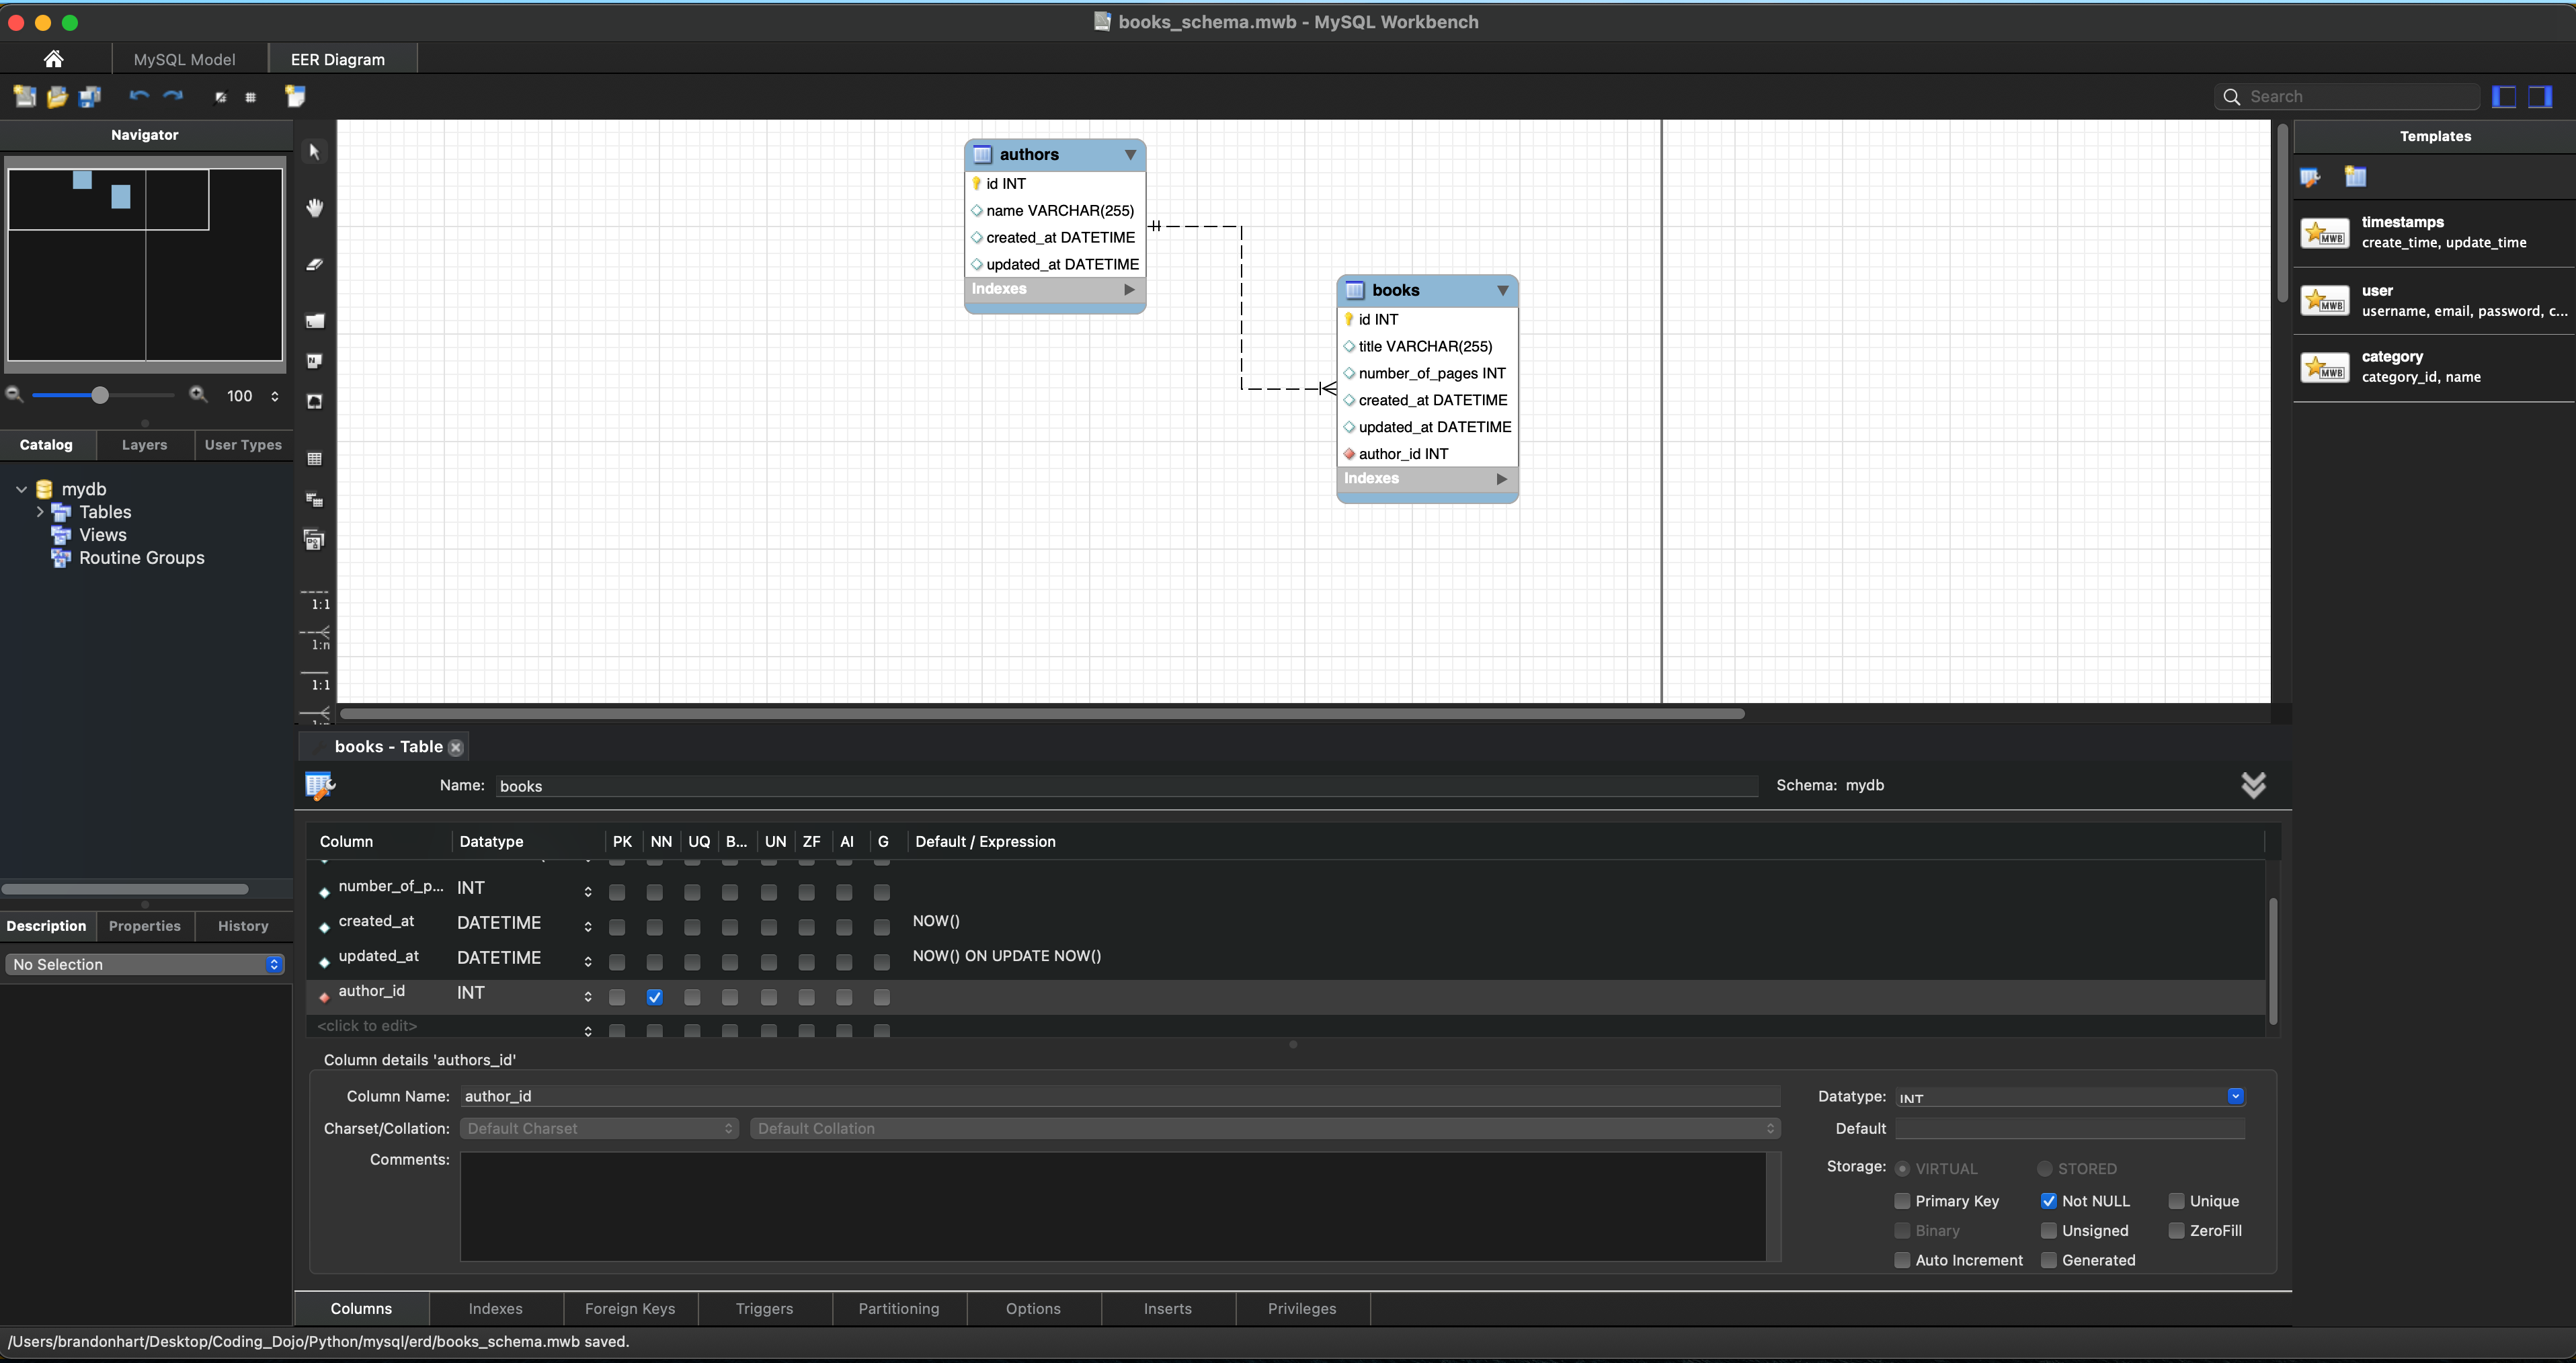 books_schema.mwb - MySQL Workbench
MySQL Model
EER Diagram
Search
Navigator
100
Catalog
Layers
User Types
mydb
Tables
Views
Routine Groups
Description
Properties
History
No Selection
1:1
1:n
1:1
authors
id INT
name VARCHAR(255)
created_at DATETIME
updated_at DATETIME
Indexes
books
id INT
title VARCHAR(255)
number_of_pages INT
created_at DATETIME
updated_at DATETIME
author_id INT
Indexes
Templates
timestamps
create_time, update_time
user
username, email, password, c...
category
category_id, name
MWB
MWB
MWB
books - Table
Name: books
Schema: mydb
Column Datatype PK NN UQ B... UN ZF AI G Default / Expression
number_of_p... INT
created_at DATETIME NOW()
updated_at DATETIME NOW() ON UPDATE NOW()
author_id INT
<click to edit>
Column details 'authors_id'
Column Name: author_id
Charset/Collation: Default Charset Default Collation
Comments:
Datatype: INT
Default
Storage: VIRTUAL STORED
Primary Key Not NULL Unique
Binary Unsigned ZeroFill
Auto Increment Generated
Columns Indexes Foreign Keys Triggers Partitioning Options Inserts Privileges
/Users/brandonhart/Desktop/Coding_Dojo/Python/mysql/erd/books_schema.mwb saved.